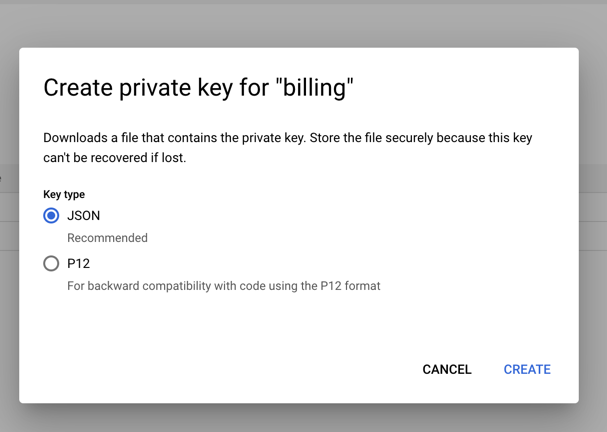 Create private key for "billing"
Downloads a file that contains the private key. Store the file securely because this key
can't be recovered if lost.
Key type
JSON
Recommended
P12
For backward compatibility with code using the P12 format
CANCEL CREATE